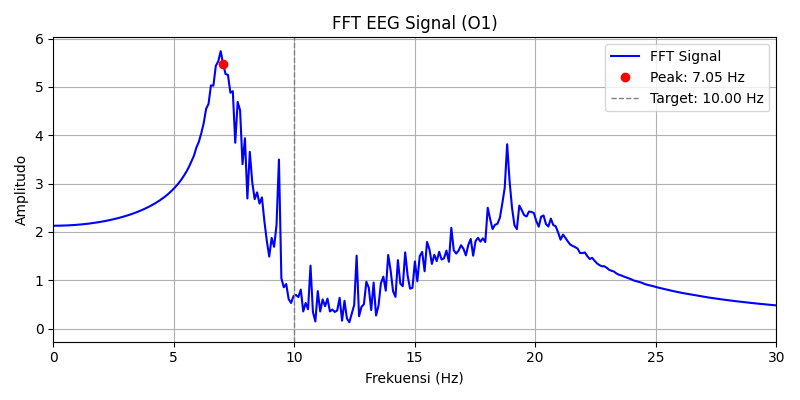 FFT EEG Signal (O1)
6
5
4
3
2
1
0
Amplitudo
FFT Signal
Peak: 7.05 Hz
Target: 10.00 Hz
0 5 10 15 20 25 30
Frekuensi (Hz)